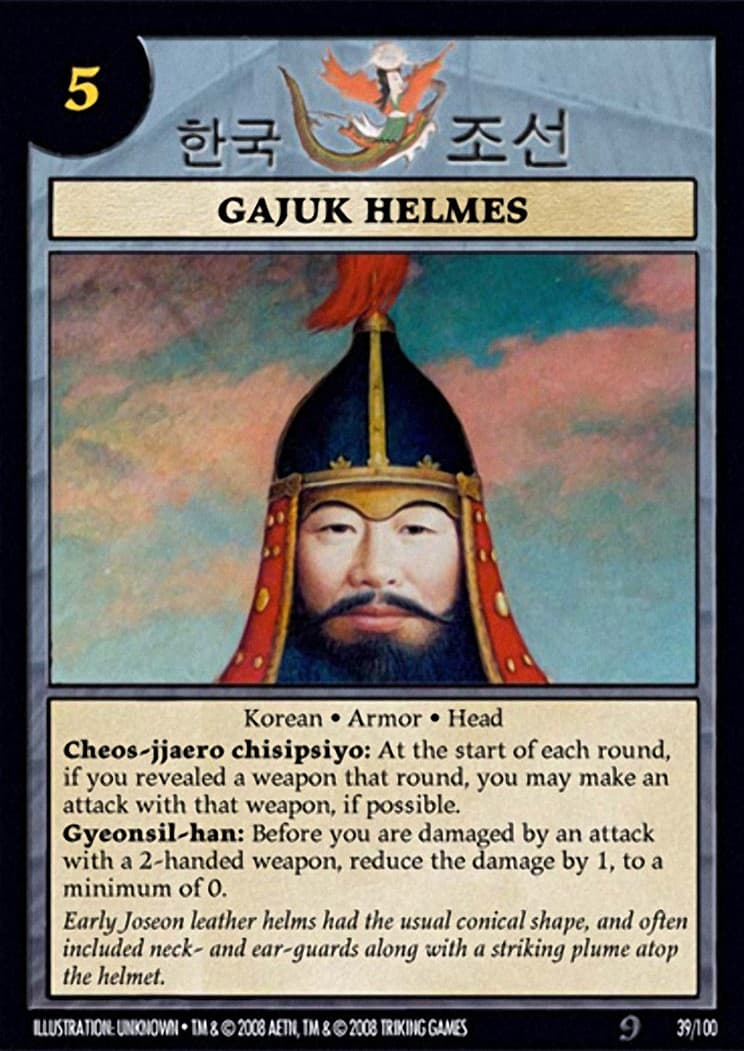 5
한국 조선
GAJUK HELMES
Korean • Armor • Head
Cheos-jjaero chisipsiyo: At the start of each round,
if you revealed a weapon that round, you may make an
attack with that weapon, if possible.
Gyeonsil-han: Before you are damaged by an attack
with a 2-handed weapon, reduce the damage by 1, to a
minimum of 0.
Early Joseon leather helms had the usual conical shape, and often
included neck- and ear-guards along with a striking plume atop
the helmet.
ILLUSTRATION: UNKNOWN • TM & © 2008 AETN, TM & © 2008 TRIKING GAMES 9 39/100